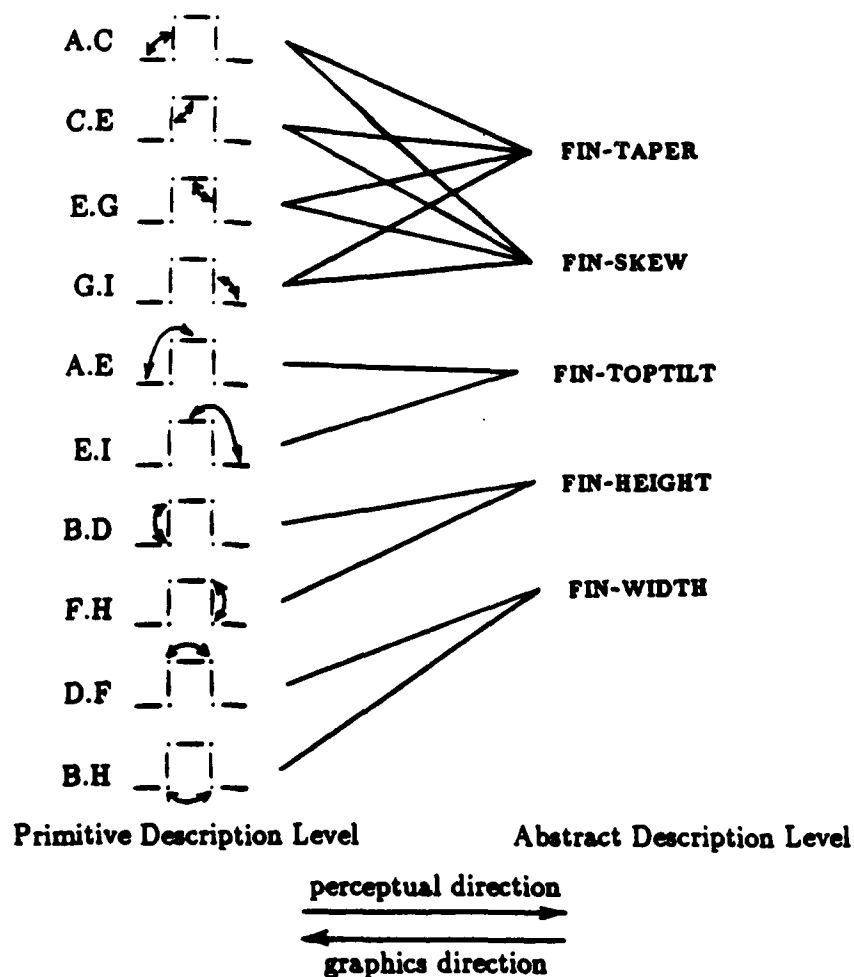 A.C
C.E
FIN-TAPER
E.G
FIN-SKEW
G.I
A.E
FIN-TOPTILT
E.I
FIN-HEIGHT
B.D
FIN-WIDTH
F.H
D.F
B.H
Primitive Description Level
Abstract Description Level
perceptual direction
graphics direction